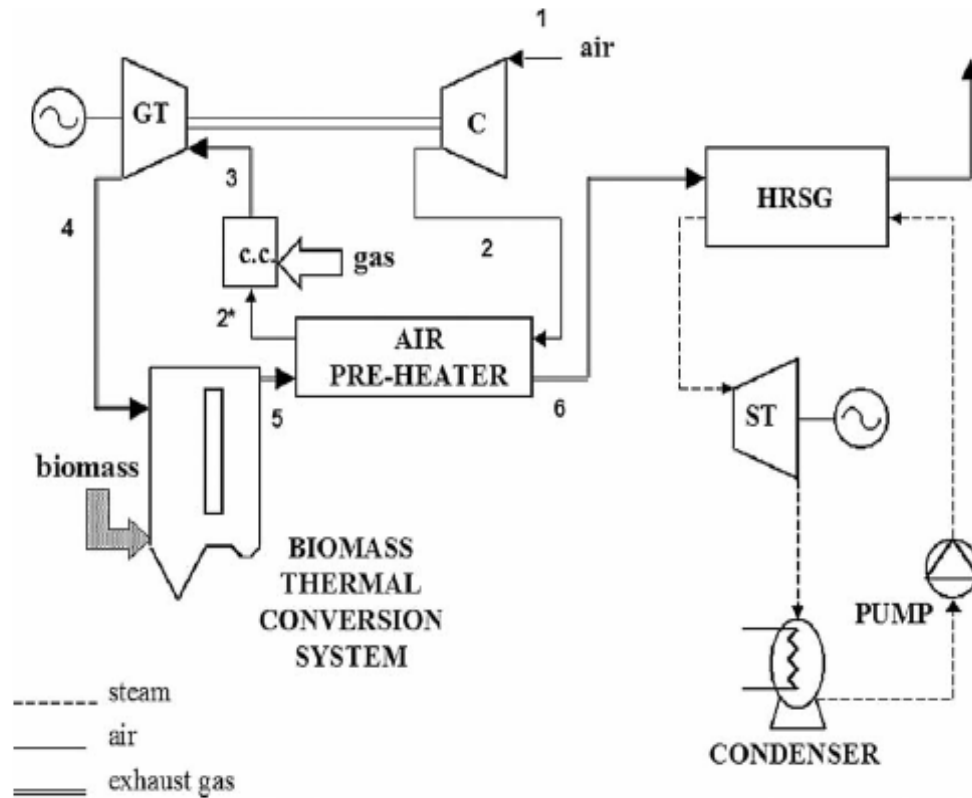 1
air
GT
C
3
4
HRSG
2
c.c.
gas
2*
AIR
PRE-HEATER
5
6
ST
biomass
BIOMASS
THERMAL
CONVERSION
SYSTEM
PUMP
CONDENSER
steam
air
exhaust gas